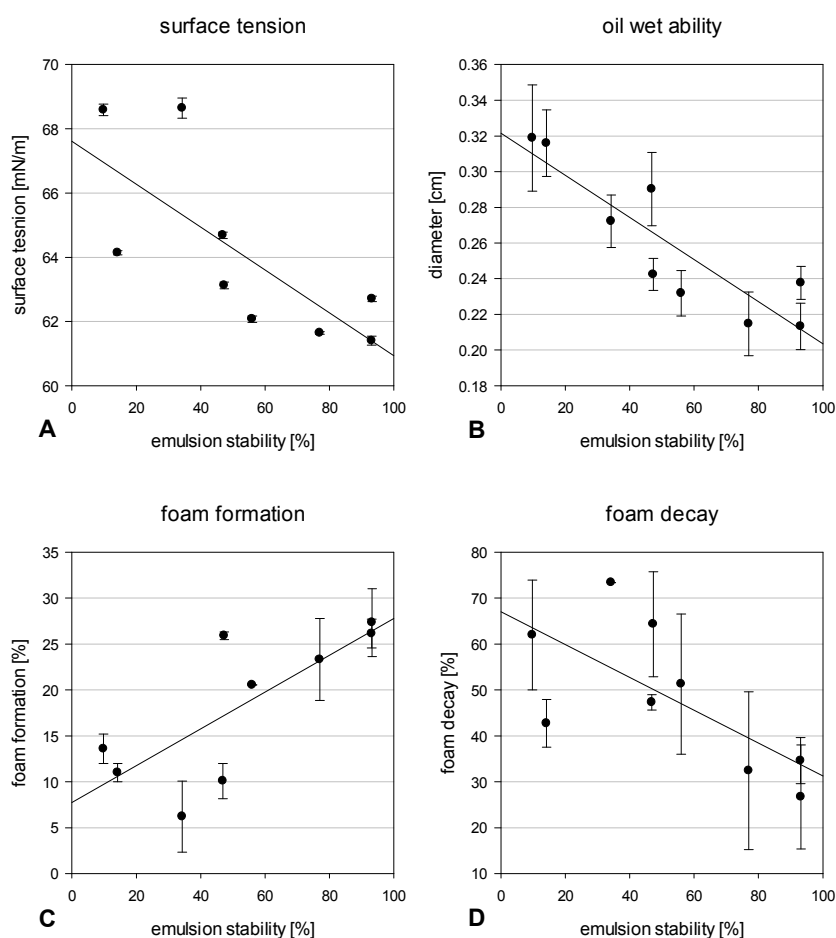 surface tension
70
68
66
64
62
60
surface tesnion [mN/m]
0 20 40 60 80 100
emulsion stability [%]
A
oil wet ability
0.36
0.34
0.32
0.30
0.28
0.26
0.24
0.22
0.20
0.18
diameter [cm]
0 20 40 60 80 100
emulsion stability [%]
B
foam formation
35
30
25
20
15
10
5
0
foam formation [%]
0 20 40 60 80 100
emulsion stability [%]
C
foam decay
80
70
60
50
40
30
20
10
foam decay [%]
0 20 40 60 80 100
emulsion stability [%]
D